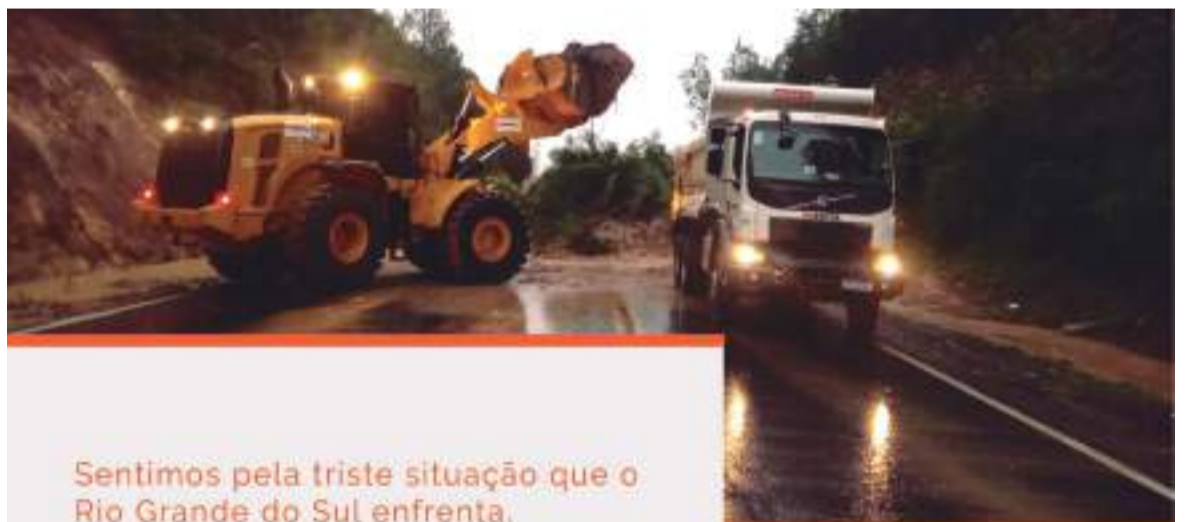 Sentimos pela triste situação que o
Rio Grande do Sul enfrenta,